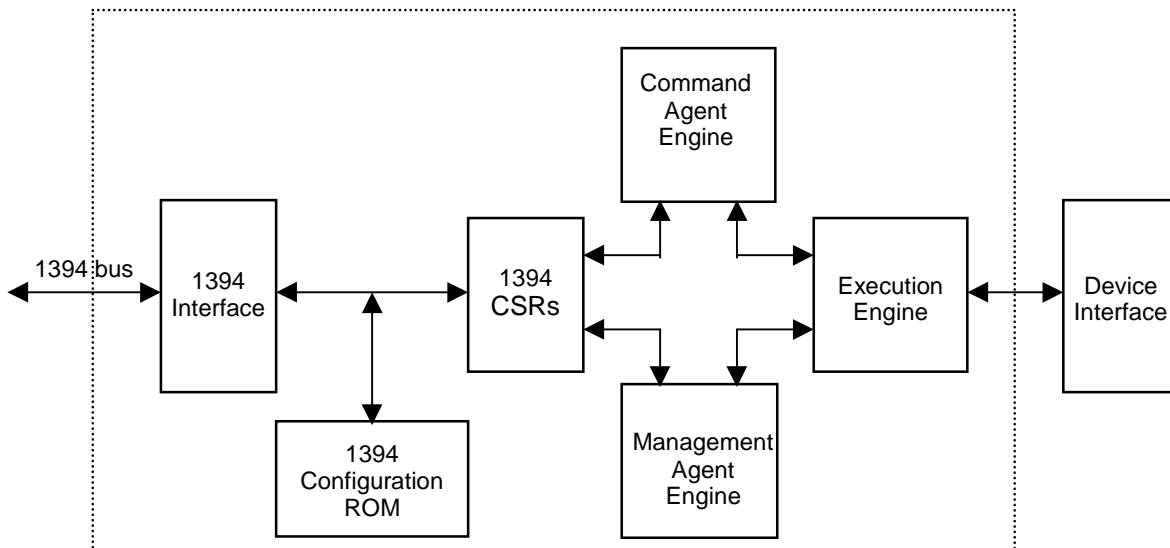 1394 bus
1394
Interface
1394
Configuration
ROM
1394
CSRs
Command
Agent
Engine
Management
Agent
Engine
Execution
Engine
Device
Interface